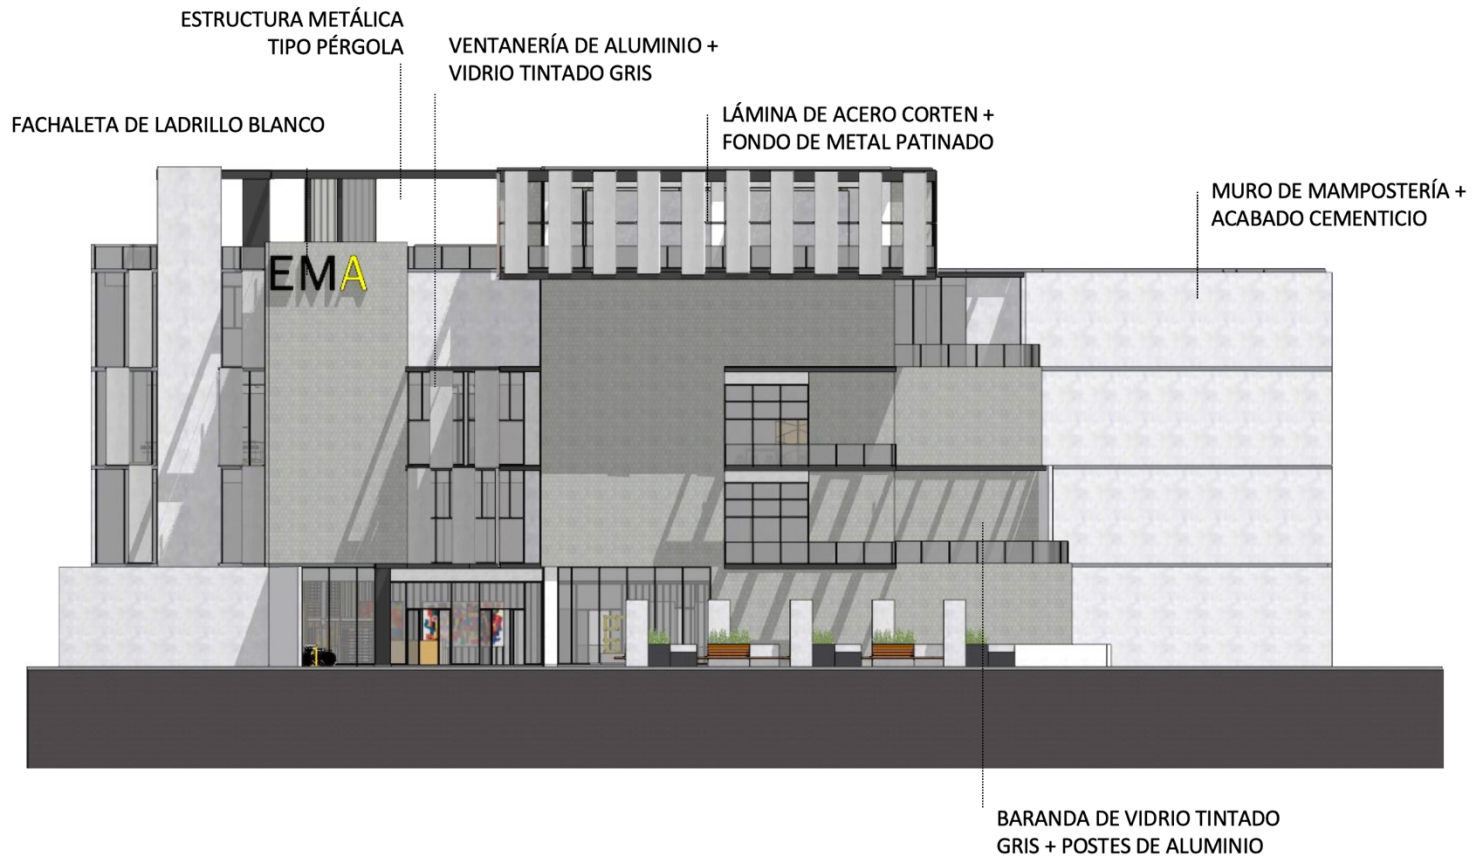 ESTRUCTURA METÁLICA
TIPO PÉRGOLA
VENTANERÍA DE ALUMINIO +
VIDRIO TINTADO GRIS
FACHALETA DE LADRILLO BLANCO
LÁMINA DE ACERO CORTEN +
FONDO DE METAL PATINADO
MURO DE MAMPOSTERÍA +
ACABADO CEMENTICIO
EMA
BARANDA DE VIDRIO TINTADO
GRIS + POSTES DE ALUMINIO